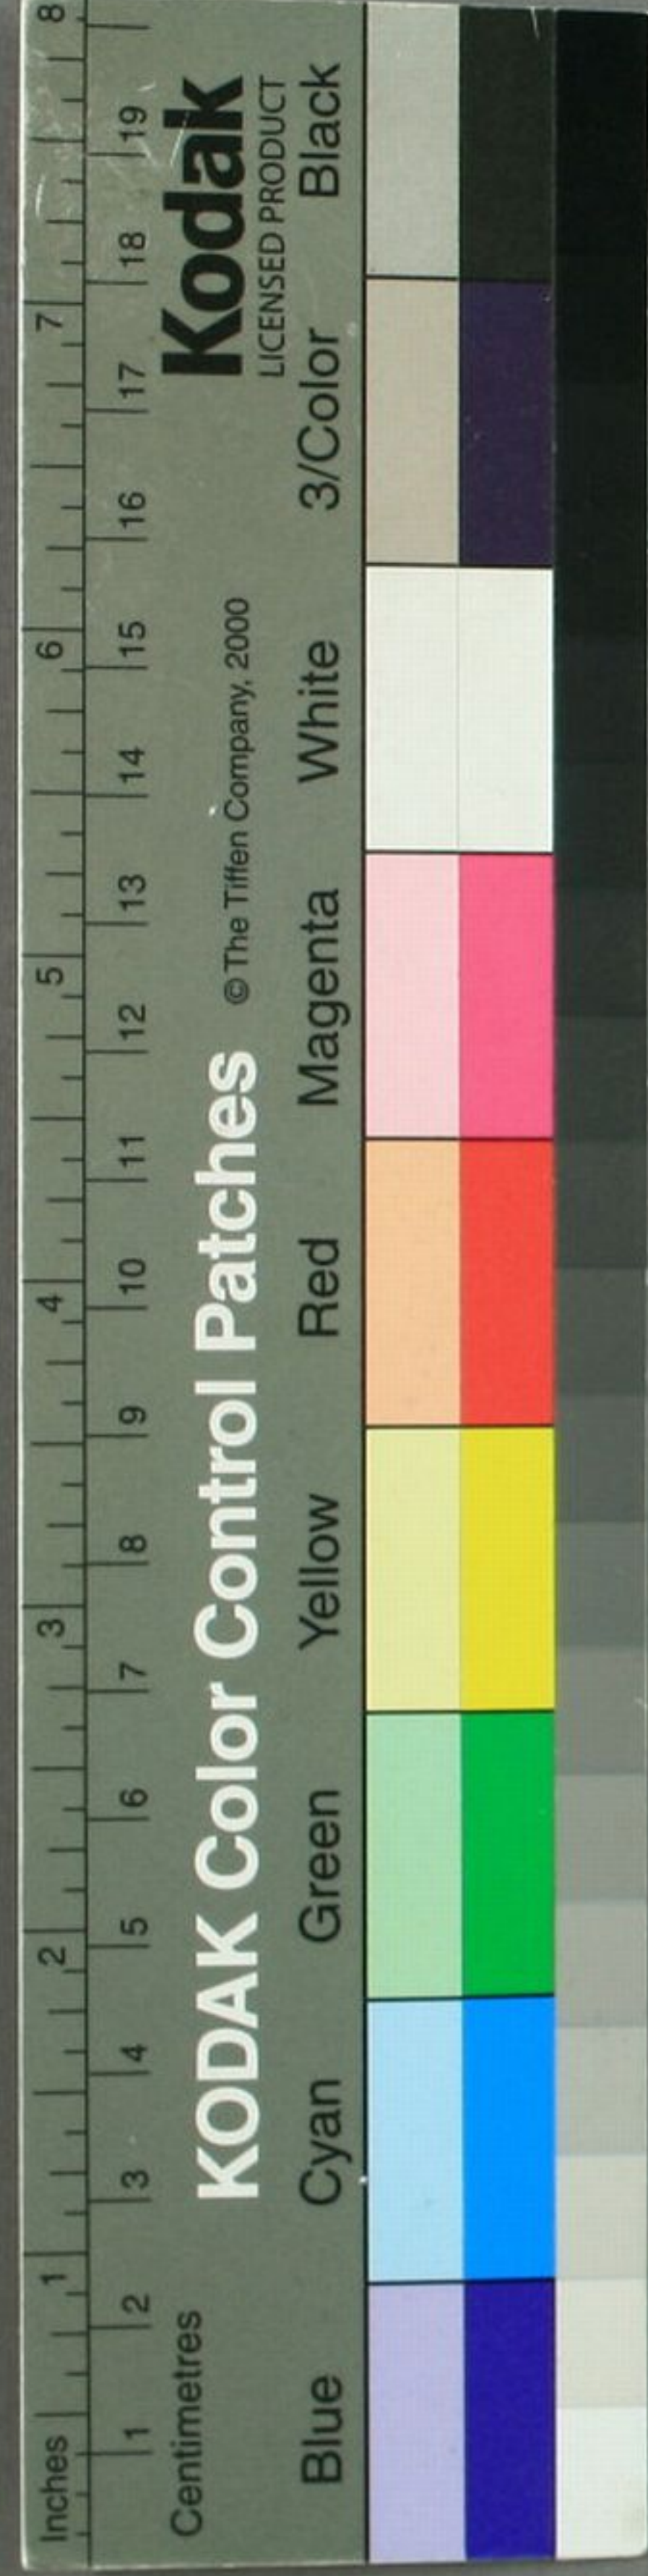 Inches 1 2 3 4 5 6 7 8
1 2 3 4 5 6 7 8 9 10 11 12 13 14 15 16 17 18 19
Centimetres
KODAK Color Control Patches © The Tiffen Company, 2000 Kodak
LICENSED PRODUCT
Blue Cyan Green Yellow Red Magenta White 3/Color Black